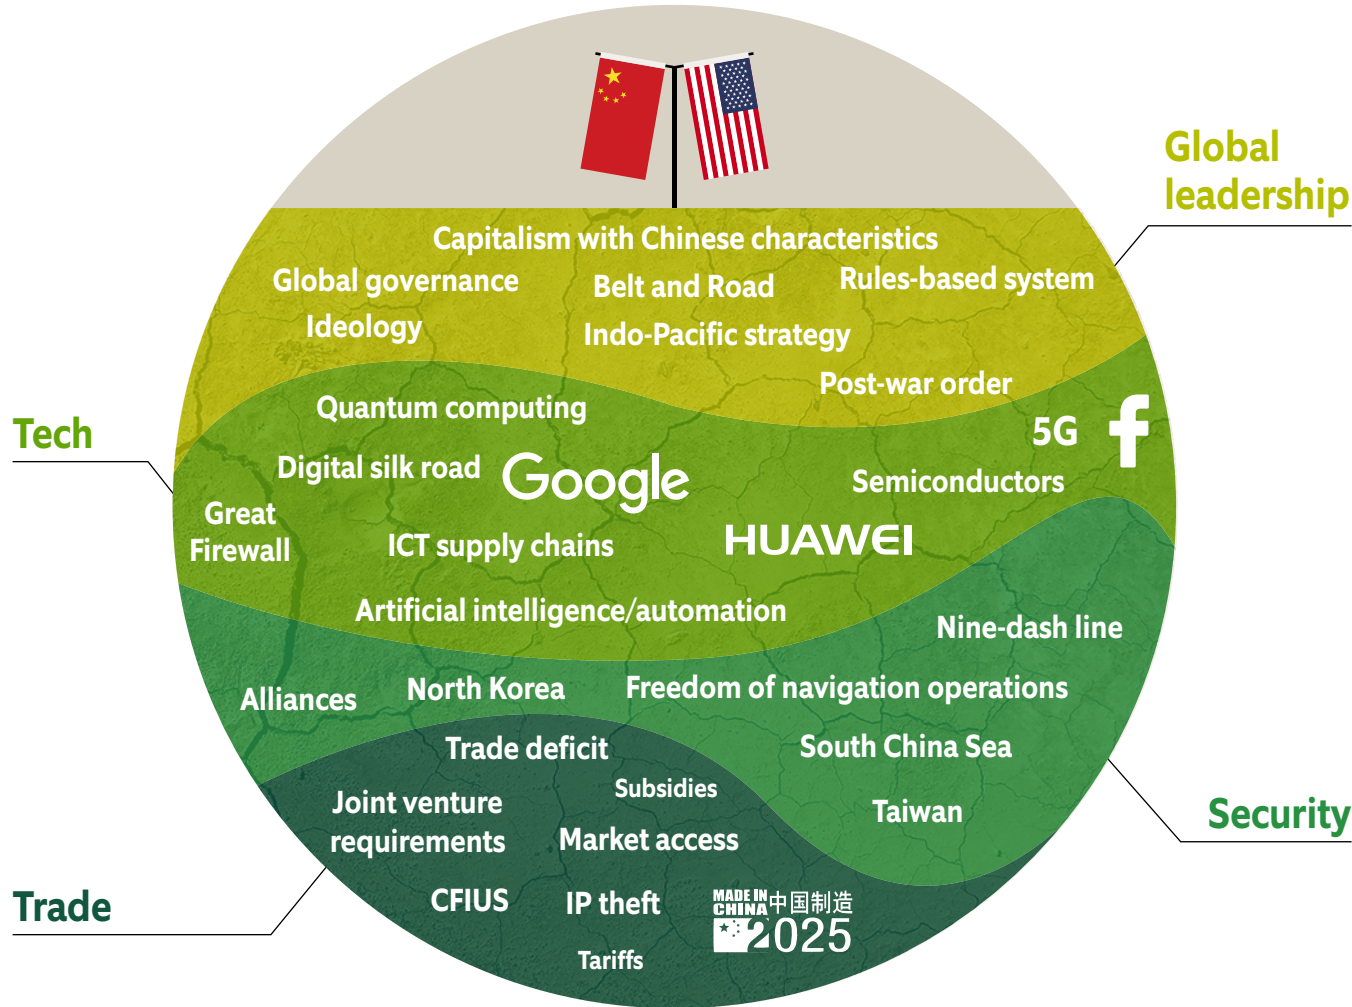 Global
leadership
Capitalism with Chinese characteristics
Global governance
Belt and Road
Rules-based system
Ideology
Indo-Pacific strategy
Post-war order
Tech
Quantum computing
5G
f
Digital silk road
Google
Semiconductors
Great
Firewall
ICT supply chains
HUAWEI
Artificial intelligence/automation
Security
Nine-dash line
Alliances
North Korea
Freedom of navigation operations
South China Sea
Taiwan
Trade
Trade deficit
Subsidies
Joint venture
requirements
Market access
CFIUS
IP theft
MADE IN
CHINA 中国制造
2025
Tariffs